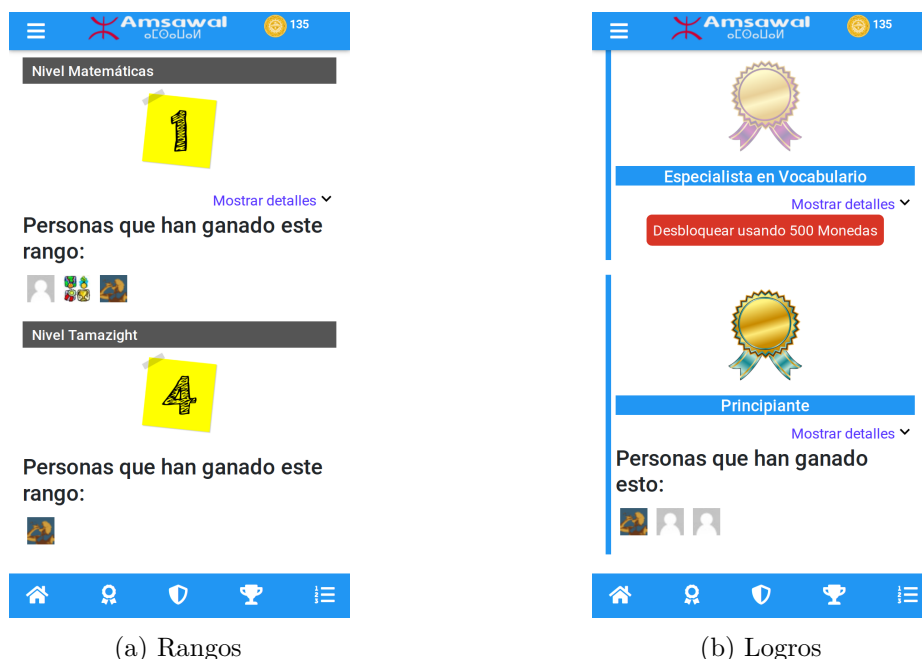 Amsawal
ⴰⵎⵙⴰⵡⴰⵍ
135
Nivel Matemáticas
1
Mostrar detalles
Personas que han ganado este
rango:
Nivel Tamazight
4
Personas que han ganado este
rango:
(a) Rangos
Amsawal
ⴰⵎⵙⴰⵡⴰⵍ
135
Especialista en Vocabulario
Mostrar detalles
Desbloquear usando 500 Monedas
Principiante
Mostrar detalles
Personas que han ganado
esto:
(b) Logros